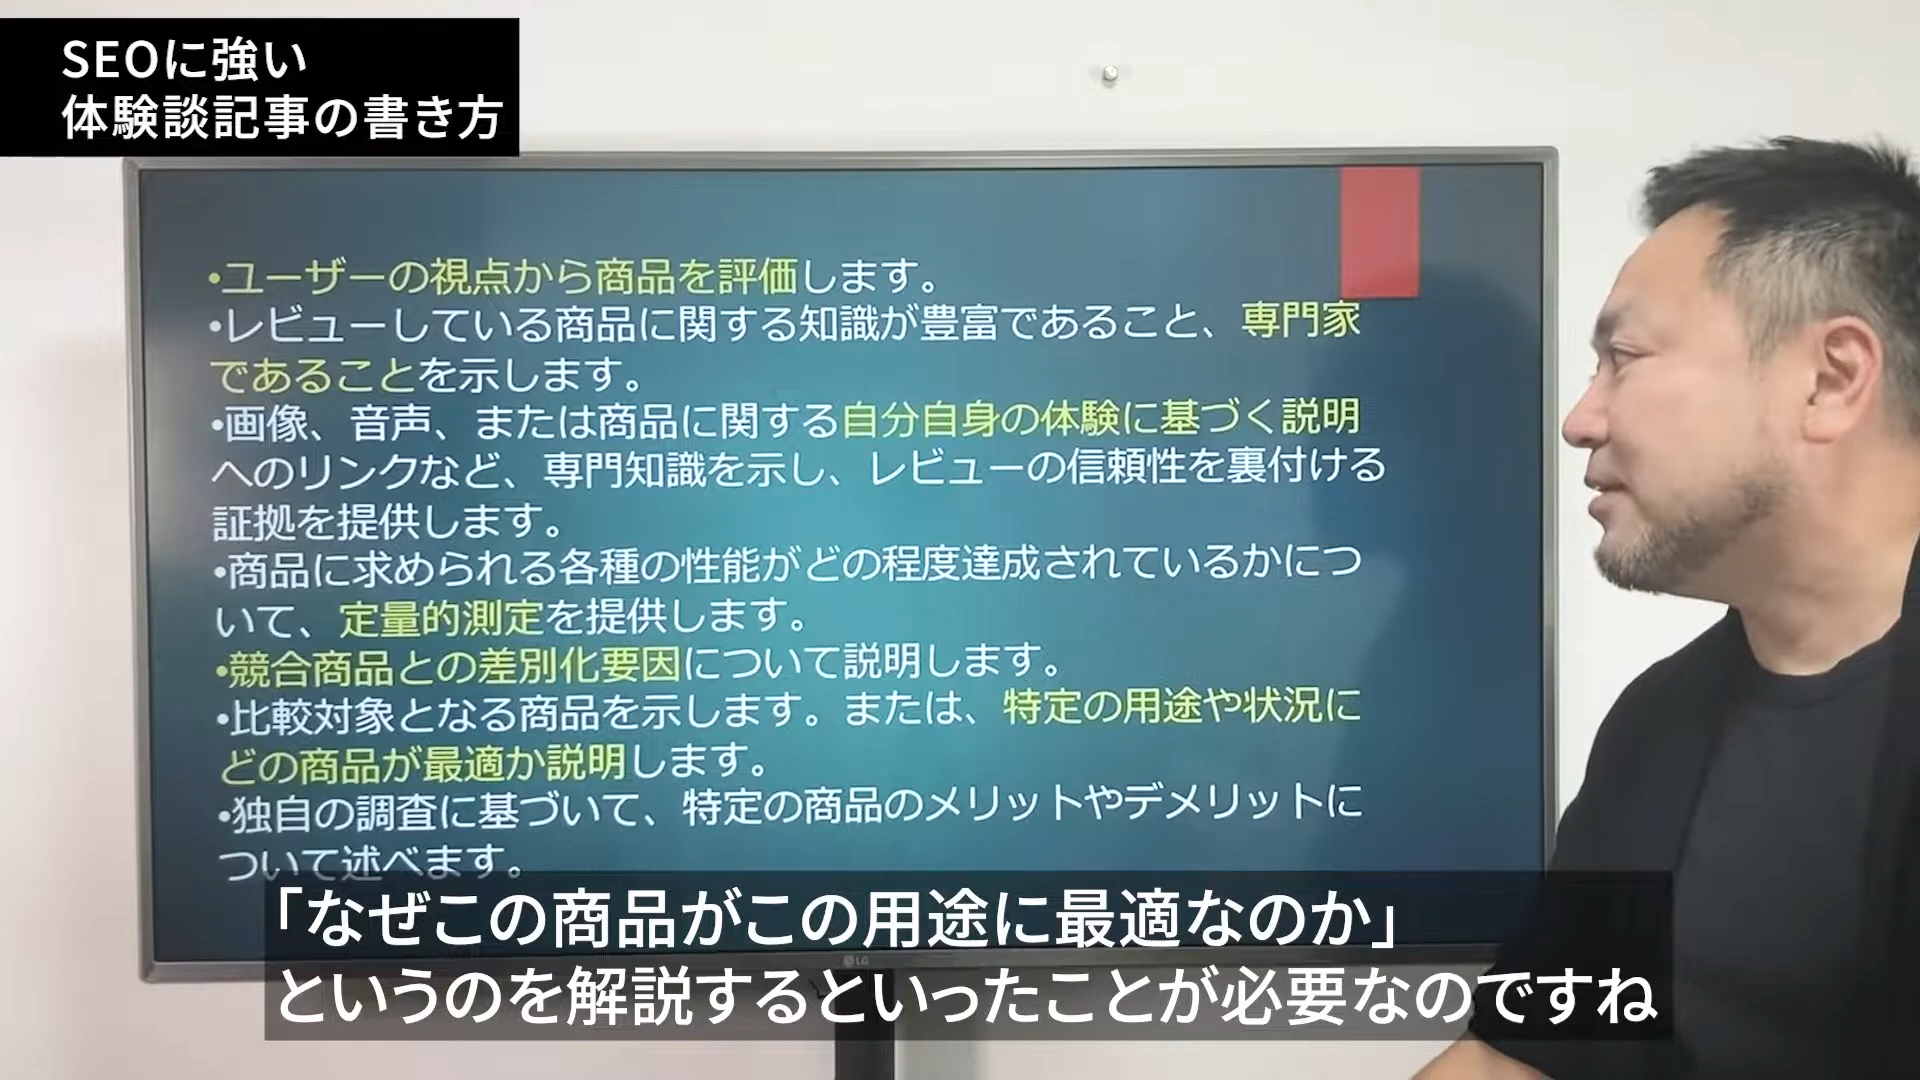 SEOに強い
体験談記事の書き方
•ユーザーの視点から商品を評価します。
•レビューしている商品に関する知識が豊富であること、専門家
であることを示します。
•画像、音声、または商品に関する自分自身の体験に基づく説明
へのリンクなど、専門知識を示し、レビューの信頼性を裏付ける
証拠を提供します。
•商品に求められる各種の性能がどの程度達成されているかにつ
いて、定量的測定を提供します。
•競合商品との差別化要因について説明します。
•比較対象となる商品を示します。または、特定の用途や状況に
どの商品が最適か説明します。
•独自の調査に基づいて、特定の商品のメリットやデメリットに
ついて述べます。
LG
「なぜこの商品がこの用途に最適なのか」
というのを解説するといったことが必要なのですね